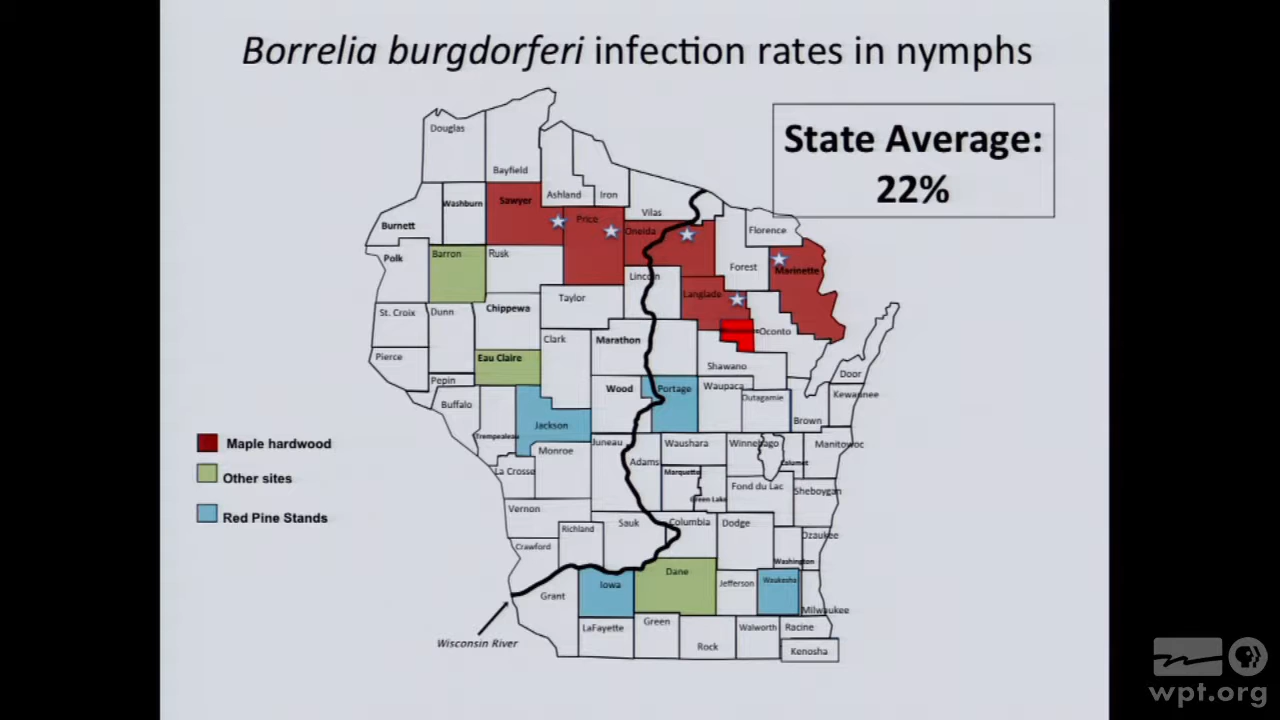 Borrelia burgdorferi infection rates in nymphs
State Average:
22%
Douglas
Bayfield
Ashland
Iron
Vilas
Washburn
Sawyer
Price
Oneida
Florence
Burnett
Polk
Barron
Rusk
Lincoln
Forest
Marinette
Langlade
Taylor
Chippewa
St. Croix
Dunn
Oconto
Clark
Marathon
Pierce
Eau Claire
Shawano
Door
Pepin
Wood
Portage
Waupaca
Outagamie
Kewaunee
Buffalo
Trempealeau
Jackson
Brown
Juneau
Adams
Waushara
Winnebago
Manitowoc
Monroe
Calumet
La Crosse
Marquette
Green Lake
Fond du Lac
Sheboygan
Vernon
Richland
Sauk
Columbia
Dodge
Ozaukee
Crawford
Washington
Grant
Iowa
Dane
Jefferson
Waukesha
Milwaukee
LaFayette
Green
Rock
Walworth
Racine
Kenosha
Wisconsin River
Maple hardwood
Other sites
Red Pine Stands
wpt.org